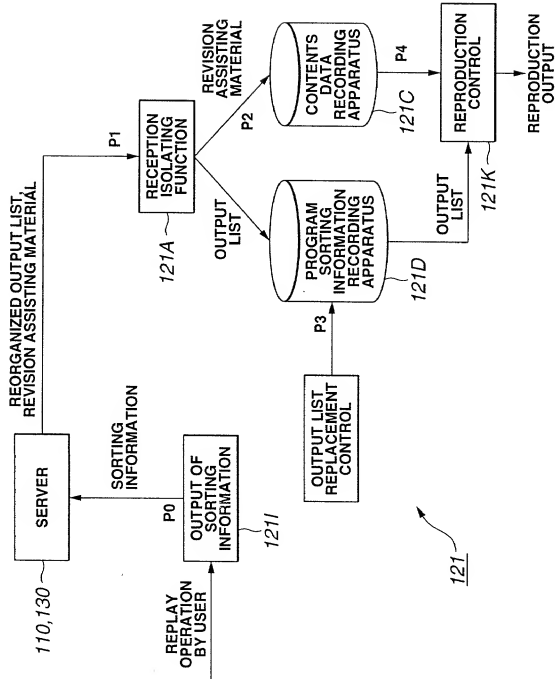 REORGANIZED OUTPUT LIST,
REVISION ASSISTING MATERIAL
SERVER
110,130
SORTING
INFORMATION
P0
OUTPUT OF
SORTING
INFORMATION
121I
REPLAY
OPERATION
BY USER
P1
RECEPTION
ISOLATING
FUNCTION
121A
P2
REVISION
ASSISTING
MATERIAL
OUTPUT
LIST
CONTENTS
DATA
RECORDING
APPARATUS
121C
PROGRAM
SORTING
INFORMATION
RECORDING
APPARATUS
121D
P3
OUTPUT LIST
REPLACEMENT
CONTROL
P4
OUTPUT
LIST
REPRODUCTION
CONTROL
121K
REPRODUCTION
OUTPUT
121